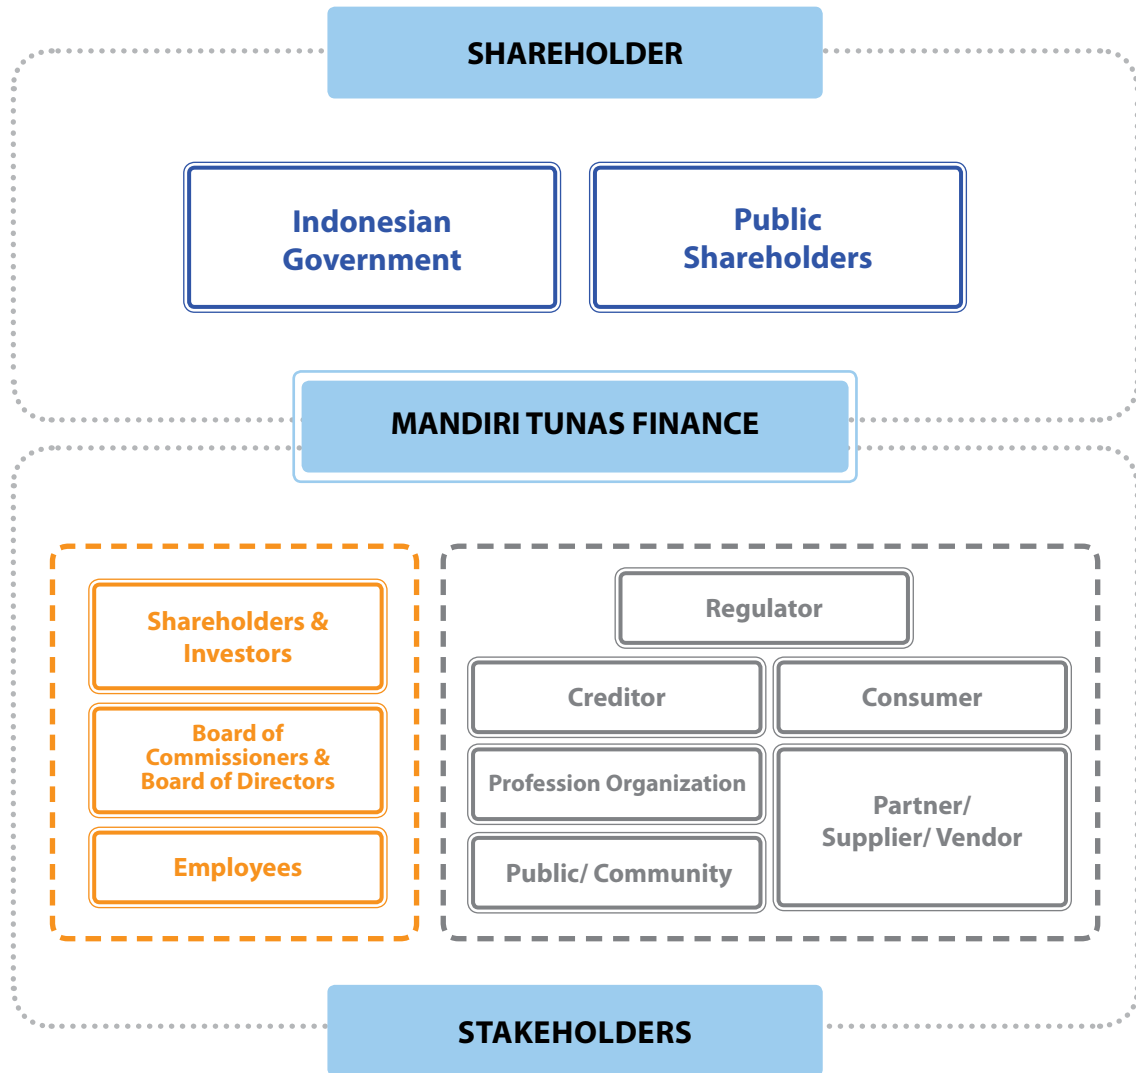 SHAREHOLDER
Indonesian
Government
Public
Shareholders
MANDIRI TUNAS FINANCE
Shareholders &
Investors
Board of
Commissioners &
Board of Directors
Employees
Regulator
Creditor
Consumer
Profession Organization
Partner/
Supplier/ Vendor
Public/ Community
STAKEHOLDERS